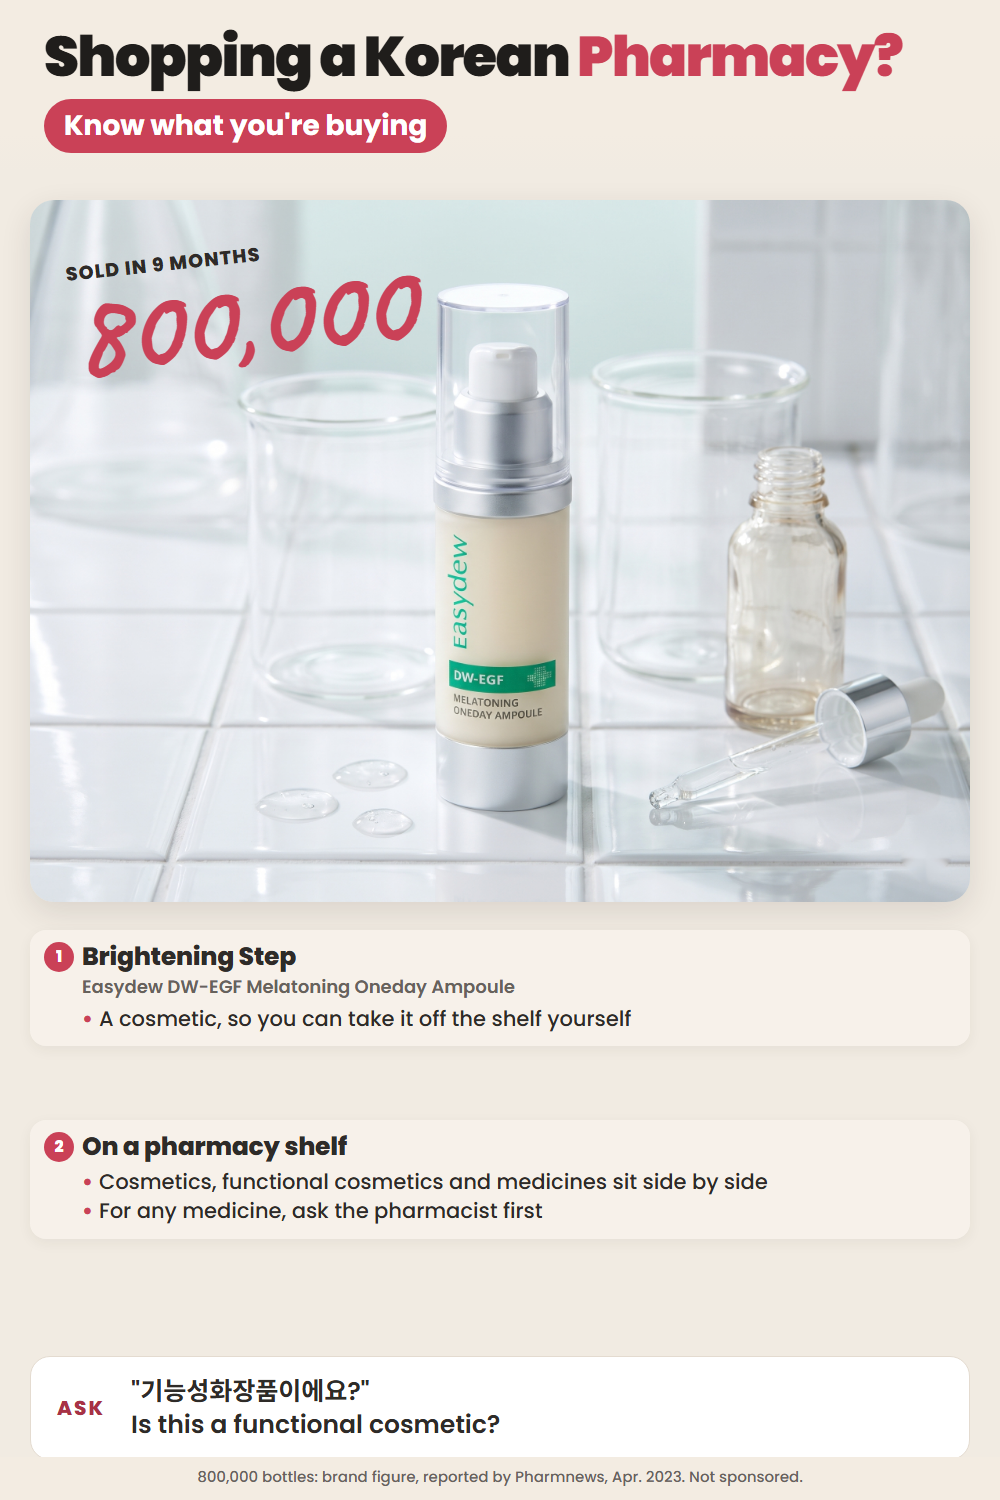 Shopping a Korean Pharmacy?
Know what you're buying
SOLD IN 9 MONTHS
800,000
Easydew
DW-EGF
MELATONING
ONEDAY AMPOULE
1 Brightening Step
Easydew DW-EGF Melatoning Oneday Ampoule
• A cosmetic, so you can take it off the shelf yourself
2 On a pharmacy shelf
• Cosmetics, functional cosmetics and medicines sit side by side
• For any medicine, ask the pharmacist first
ASK
"기능성화장품이에요?"
Is this a functional cosmetic?
800,000 bottles: brand figure, reported by Pharmnews, Apr. 2023. Not sponsored.